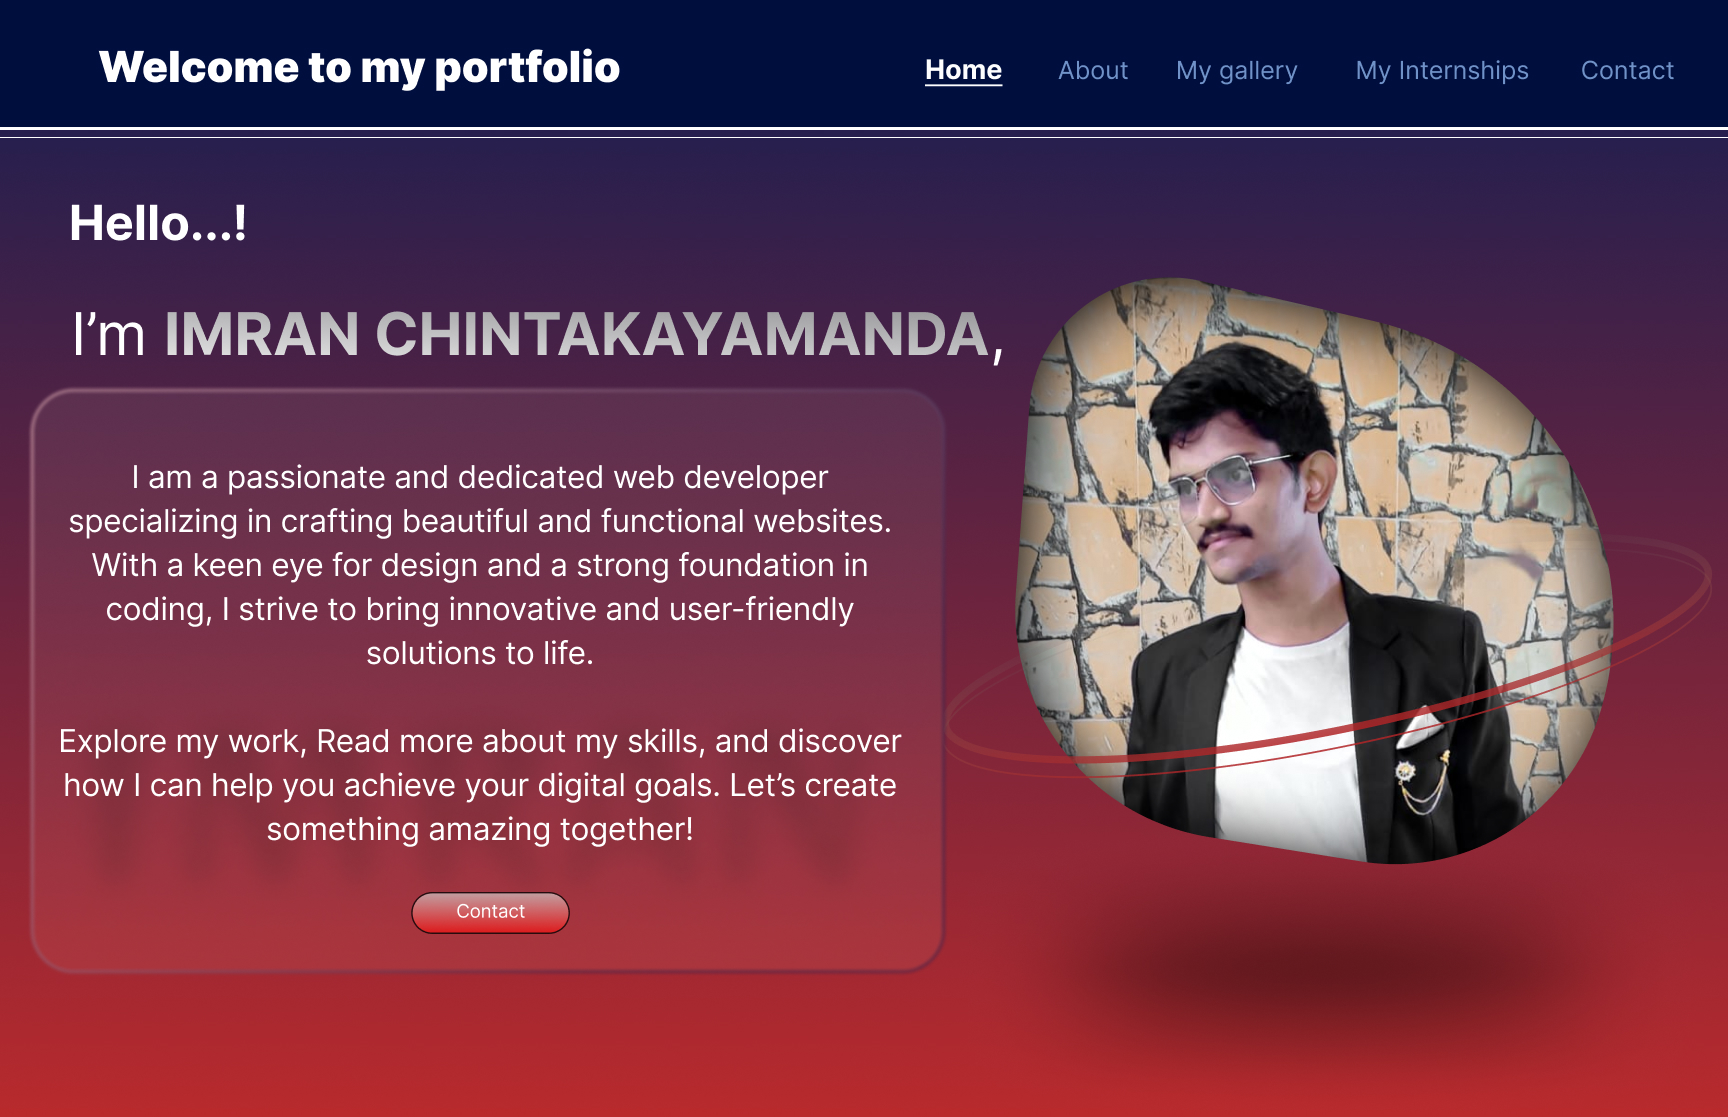 Welcome to my portfolio
Home About My gallery My Internships Contact
Hello...!
I’m IMRAN CHINTAKAYAMANDA,
I am a passionate and dedicated web developer
specializing in crafting beautiful and functional websites.
With a keen eye for design and a strong foundation in
coding, I strive to bring innovative and user-friendly
solutions to life.
Explore my work, Read more about my skills, and discover
how I can help you achieve your digital goals. Let’s create
something amazing together!
Contact